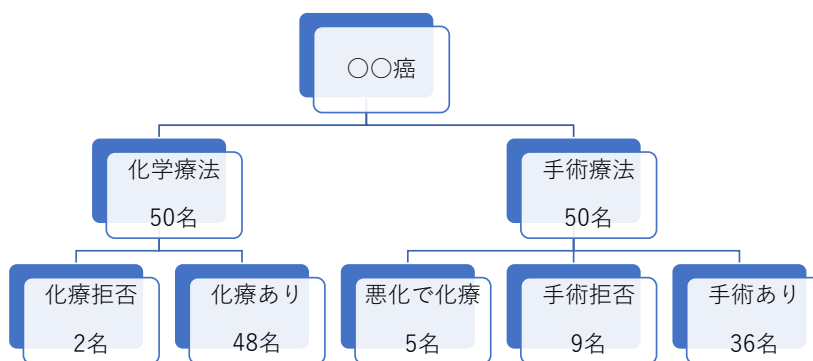 〇〇癌
化学療法
50名
手術療法
50名
化療拒否
2名
化療あり
48名
悪化で化療
5名
手術拒否
9名
手術あり
36名